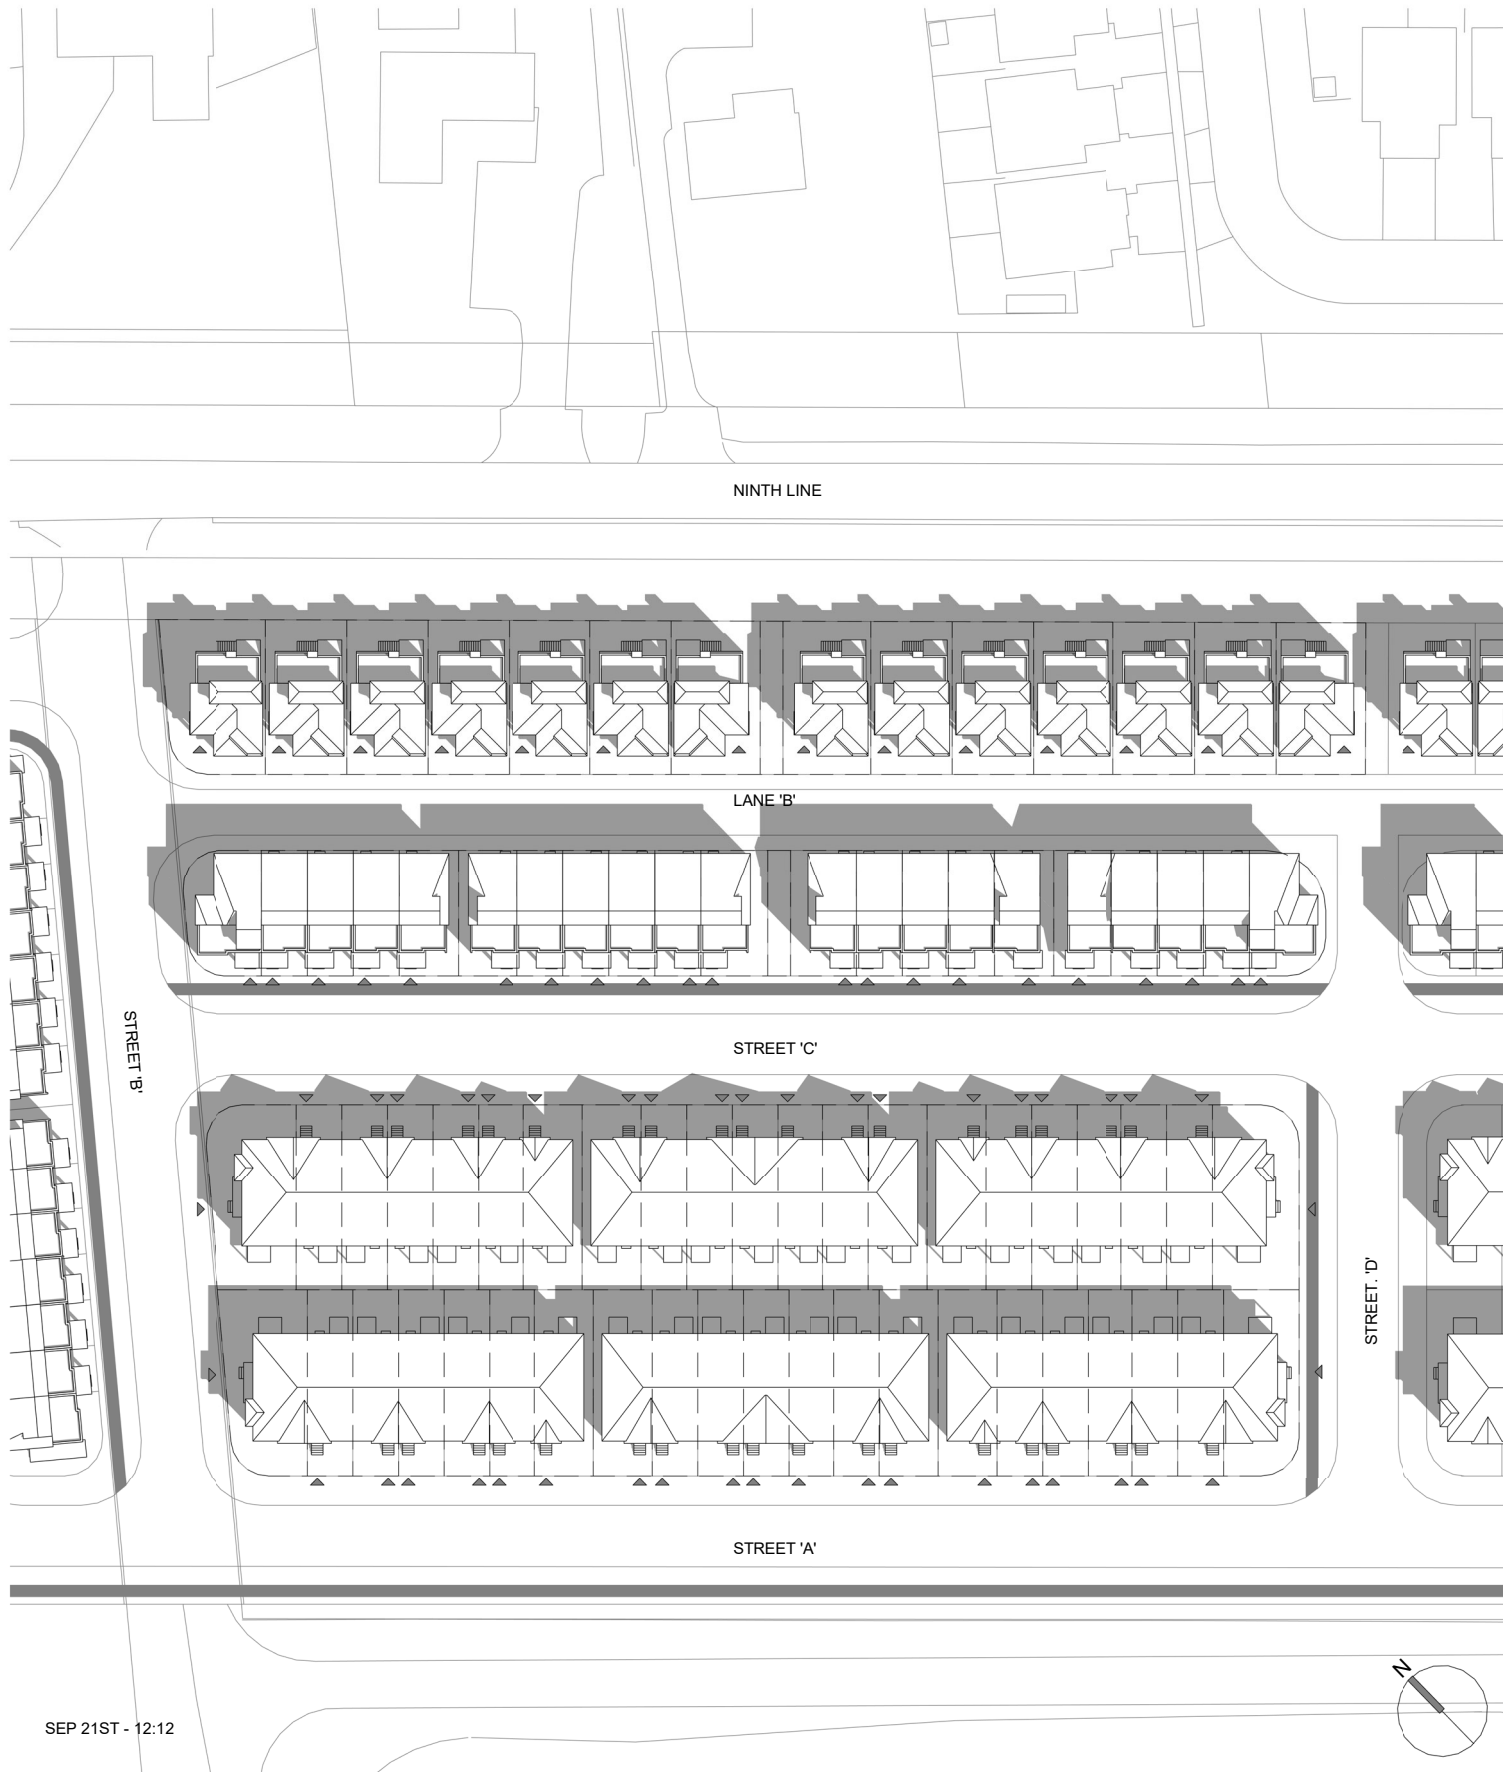 NINTH LINE
LANE 'B'
STREET 'B'
STREET 'C'
STREET. 'D'
STREET 'A'
N
SEP 21ST - 12:12